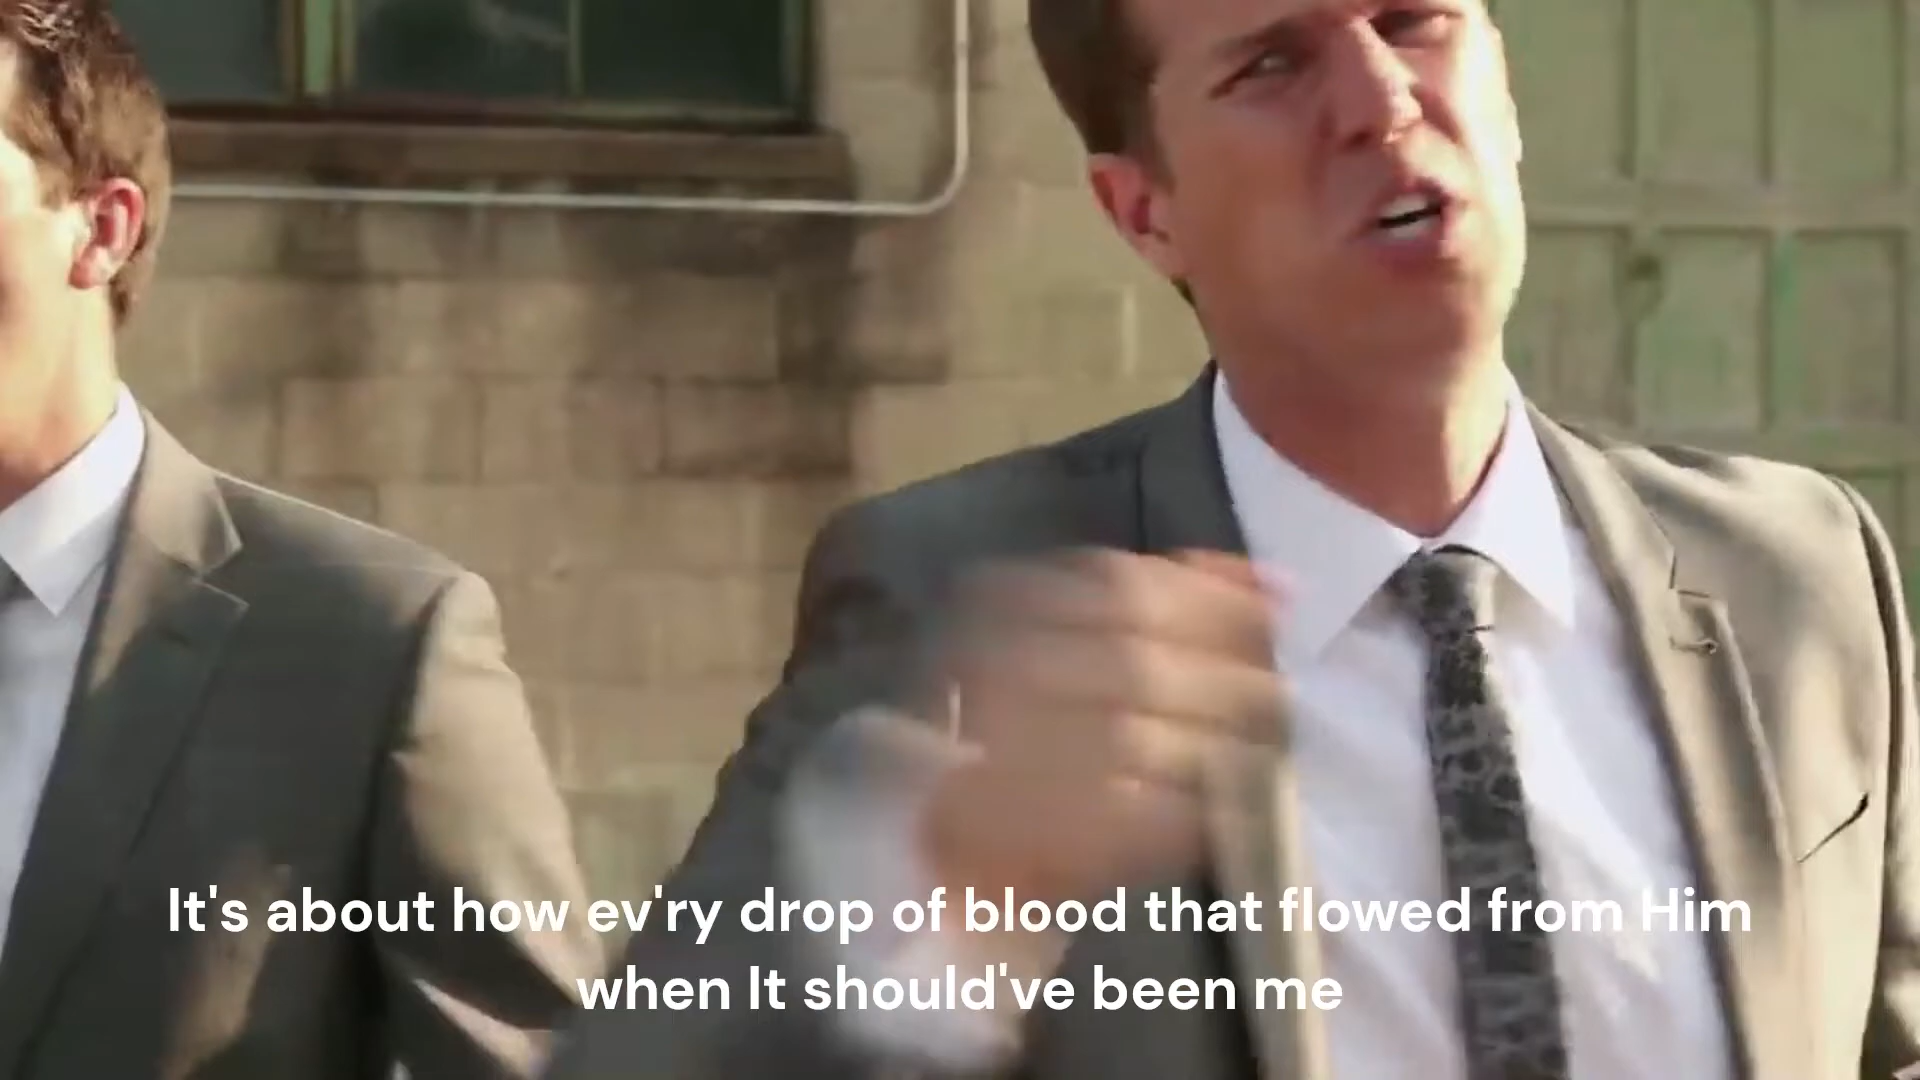 It's about how ev'ry drop of blood that flowed from Him
when It should've been me